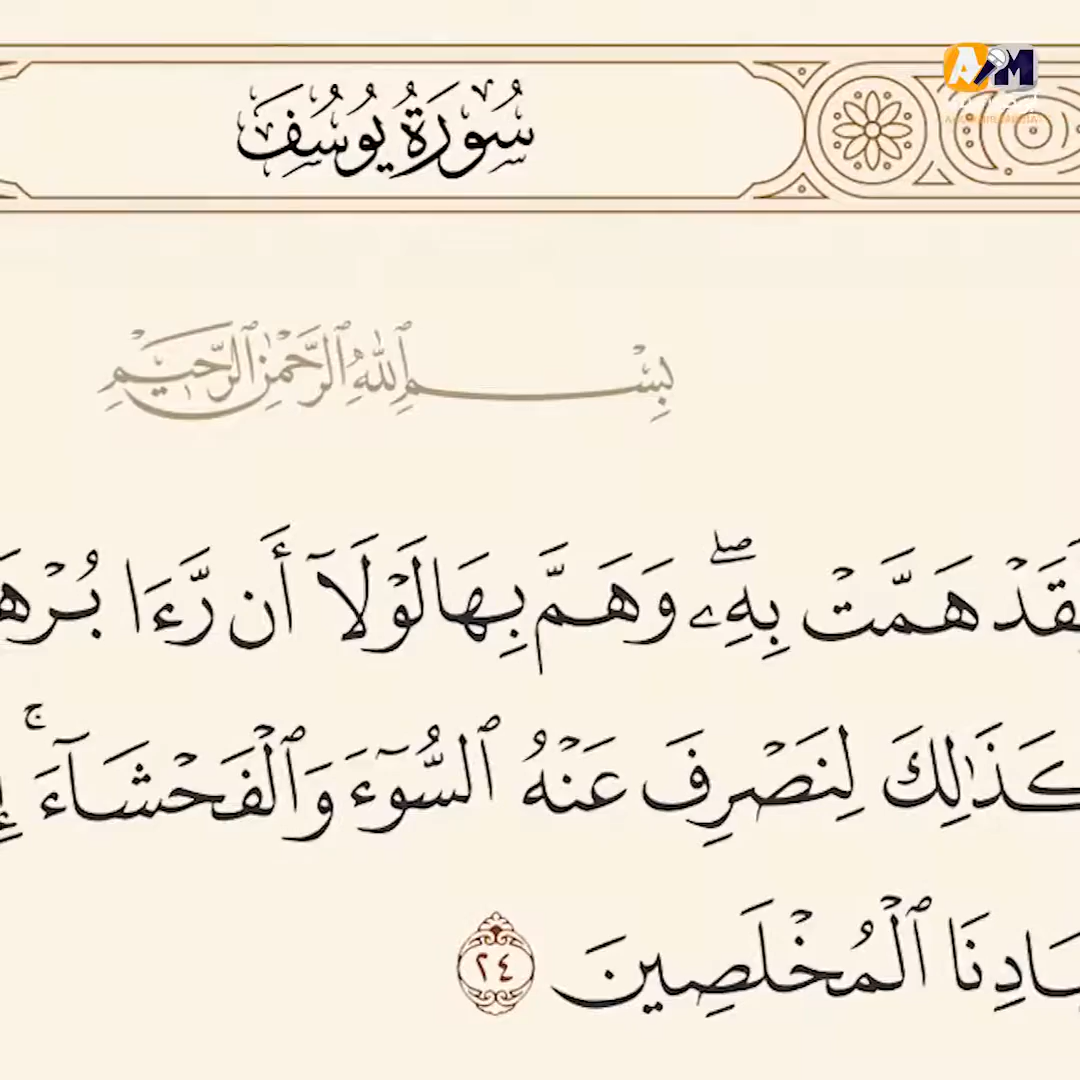 سُورَةُ يُوسُفَ
بِسْمِ ٱللَّهِ ٱلرَّحْمَٰنِ ٱلرَّحِيمِ
هَمَّتْ بِهِۦۖ وَهَمَّ بِهَا لَوْلَآ أَن رَّءَا
كَذَٰلِكَ لِنَصْرِفَ عَنْهُ ٱلسُّوٓءَ وَٱلْفَحْشَآءَۚ
ٱلْمُخْلَصِينَ ٢٤